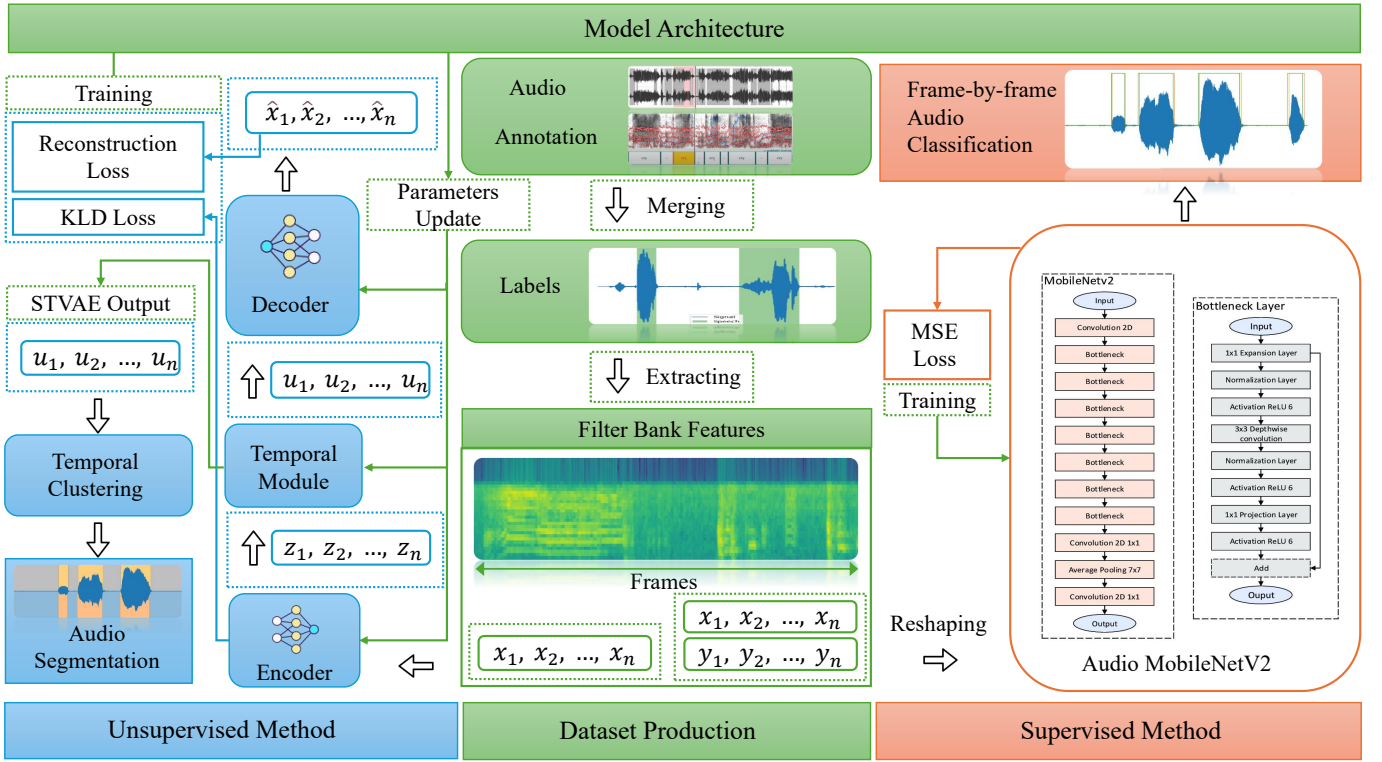 Model Architecture
Training
Reconstruction
Loss
KLD Loss
x̂₁, x̂₂, ..., x̂ₙ
Parameters
Update
Decoder
STVAE Output
u₁, u₂, ..., uₙ
u₁, u₂, ..., uₙ
Temporal
Clustering
Temporal
Module
z₁, z₂, ..., zₙ
Audio
Segmentation
Encoder
Unsupervised Method
Audio
Annotation
Merging
Labels
Signal
Extracting
Filter Bank Features
Frames
x₁, x₂, ..., xₙ
x₁, x₂, ..., xₙ
y₁, y₂, ..., yₙ
Dataset Production
Frame-by-frame
Audio
Classification
MSE
Loss
Training
Reshaping
MobileNetv2
Input
Convolution 2D
Bottleneck
Bottleneck
Bottleneck
Bottleneck
Bottleneck
Bottleneck
Bottleneck
Convolution 2D 1x1
Average Pooling 7x7
Convolution 2D 1x1
Output
Bottleneck Layer
Input
1x1 Expansion Layer
Normalization Layer
Activation ReLU 6
3x3 Depthwise
convolution
Normalization Layer
Activation ReLU 6
1x1 Projection Layer
Activation ReLU 6
Add
Ouput
Audio MobileNetV2
Supervised Method